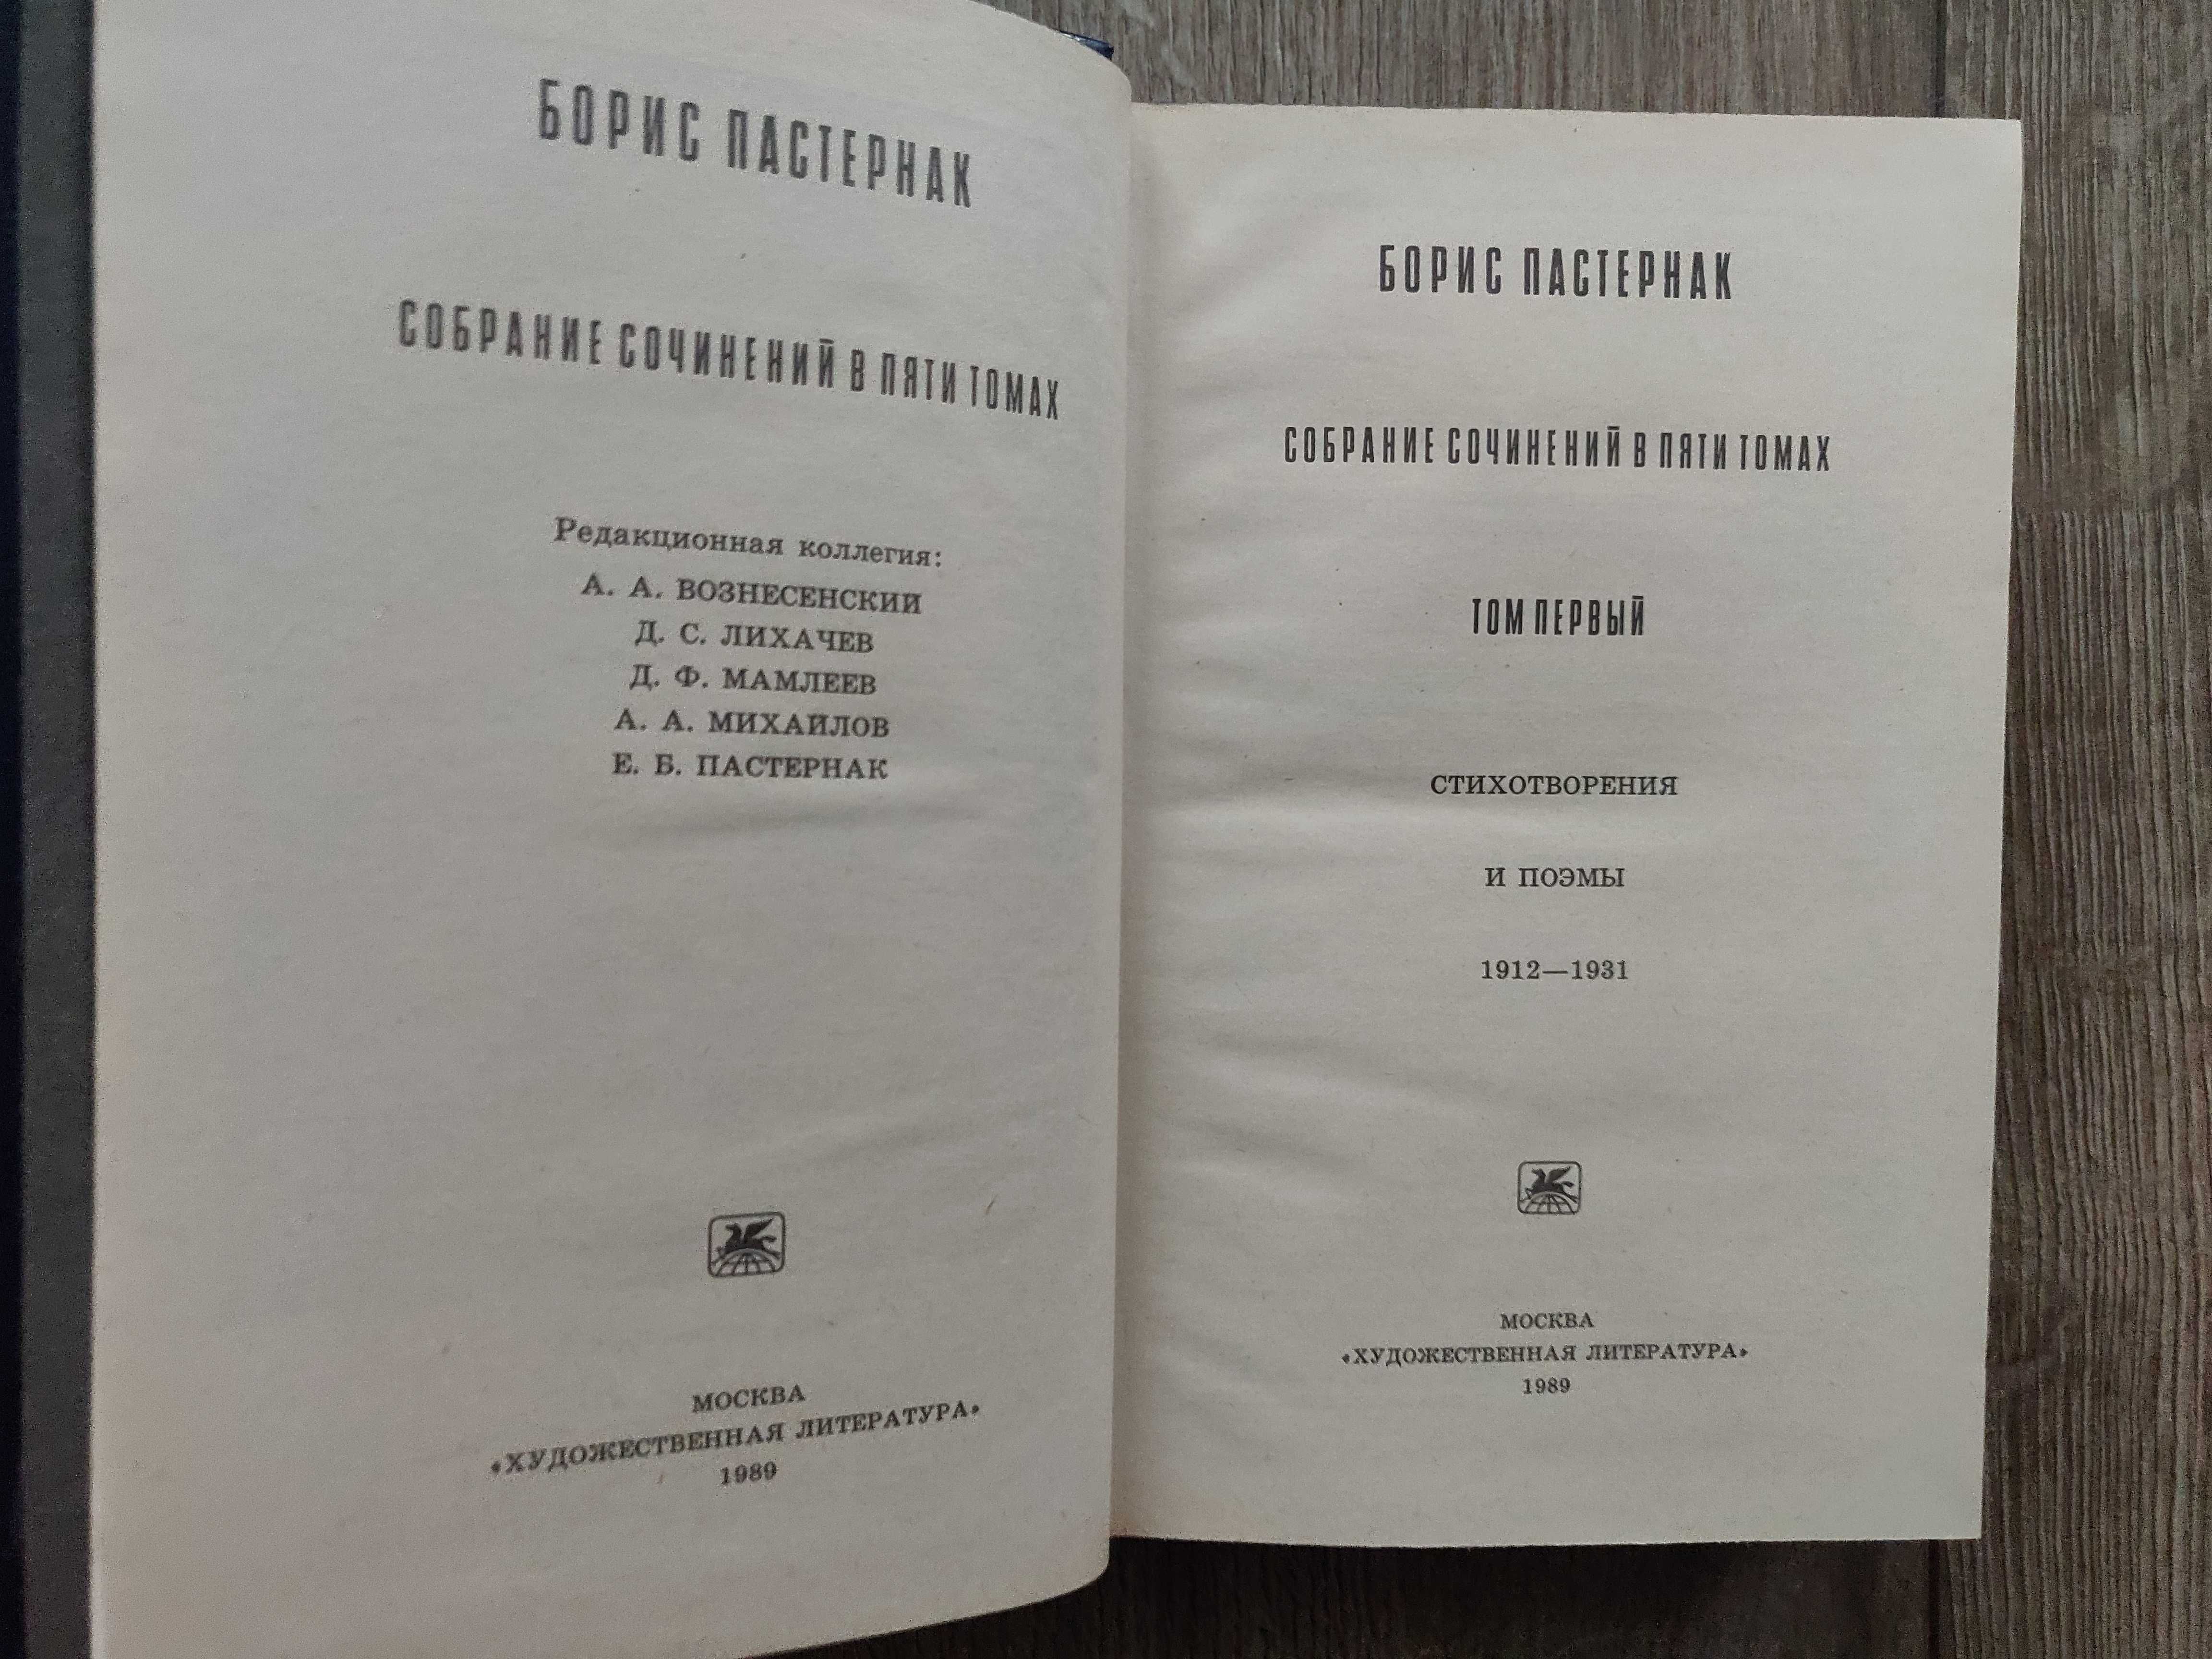 БОРИС ПАСТЕРНАК
СОБРАНИЕ СОЧИНЕНИЙ В ПЯТИ ТОМАХ
Редакционная коллегия:
А. А. ВОЗНЕСЕНСКИЙ
Д. С. ЛИХАЧЕВ
Д. Ф. МАМЛЕЕВ
А. А. МИХАЙЛОВ
Е. Б. ПАСТЕРНАК
МОСКВА
«ХУДОЖЕСТВЕННАЯ ЛИТЕРАТУРА»
1989
БОРИС ПАСТЕРНАК
СОБРАНИЕ СОЧИНЕНИЙ В ПЯТИ ТОМАХ
ТОМ ПЕРВЫЙ
СТИХОТВОРЕНИЯ
И ПОЭМЫ
1912—1931
МОСКВА
«ХУДОЖЕСТВЕННАЯ ЛИТЕРАТУРА»
1989